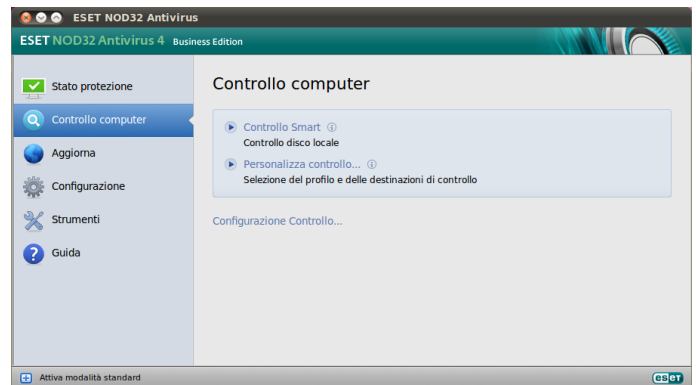 ESET NOD32 Antivirus
ESET NOD32 Antivirus 4 Business Edition
Stato protezione
Controllo computer
Aggiorna
Configurazione
Strumenti
Guida
Controllo computer
Controllo Smart
Controllo disco locale
Personalizza controllo...
Selezione del profilo e delle destinazioni di controllo
Configurazione Controllo...
Attiva modalità standard
eset